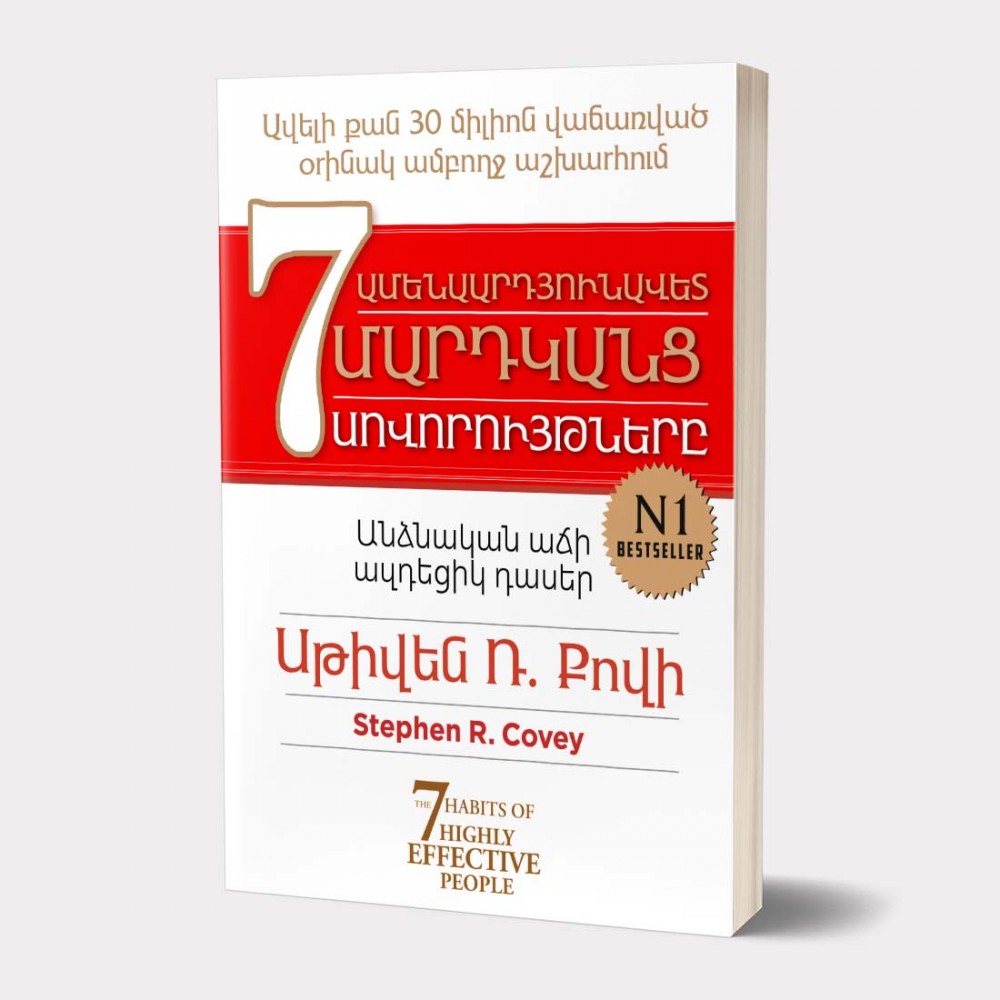 Ավելի քան 30 միլիոն վաճառված
օրինակ ամբողջ աշխարհում
7
ԱՄԵՆԱԱՐԴՅՈՒՆԱՎԵՏ
ՄԱՐԴԿԱՆՑ
ՍՈՎՈՐՈՒՅԹՆԵՐԸ
N1
BESTSELLER
Անձնական աճի
ազդեցիկ դասեր
Սթիվեն Ռ. Քովի
Stephen R. Covey
THE 7 HABITS OF
HIGHLY
EFFECTIVE
PEOPLE